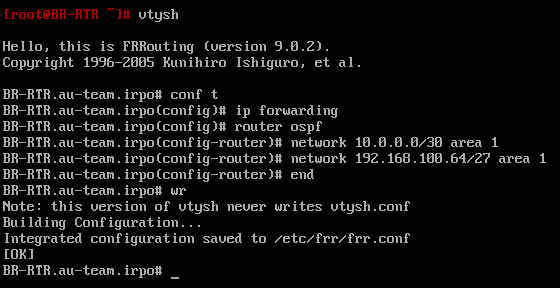 [root@BR-RTR ~]# vtysh
Hello, this is FRRouting (version 9.0.2).
Copyright 1996-2005 Kunihiro Ishiguro, et al.
BR-RTR.au-team.irpo# conf t
BR-RTR.au-team.irpo(config)# ip forwarding
BR-RTR.au-team.irpo(config)# router ospf
BR-RTR.au-team.irpo(config-router)# network 10.0.0.0/30 area 1
BR-RTR.au-team.irpo(config-router)# network 192.168.100.64/27 area 1
BR-RTR.au-team.irpo(config-router)# end
BR-RTR.au-team.irpo# wr
Note: this version of vtysh never writes vtysh.conf
Building Configuration...
Integrated configuration saved to /etc/frr/frr.conf
[OK]
BR-RTR.au-team.irpo# _